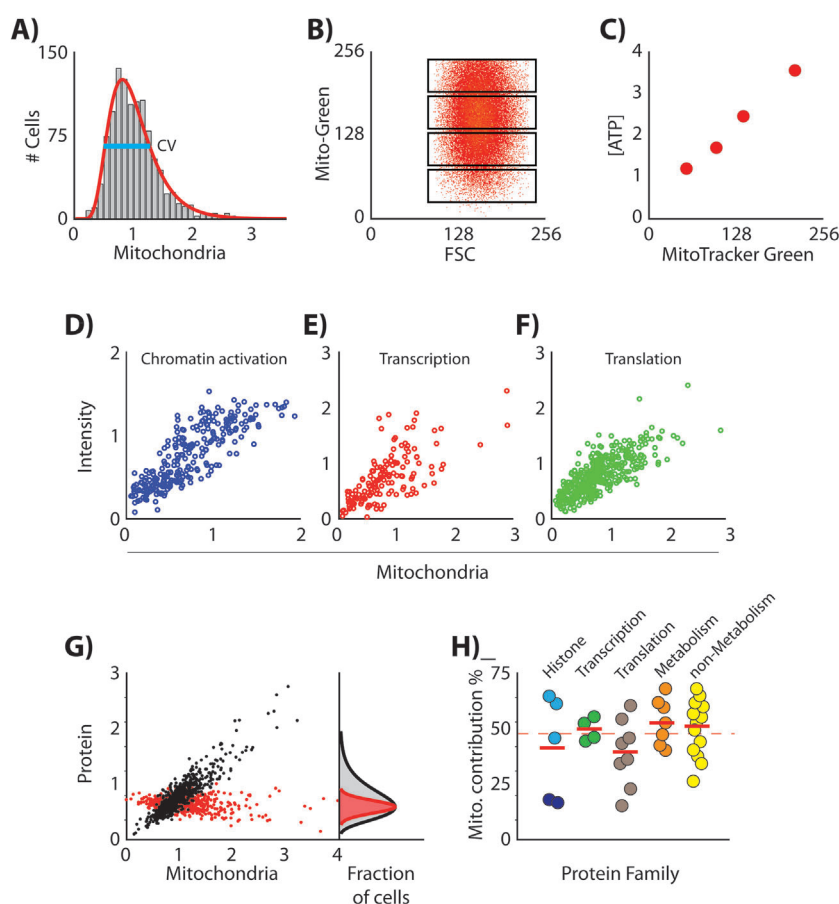 A)
150
75
0
# Cells
CV
0 1 2 3
Mitochondria
B)
256
128
0
Mito-Green
0 128 256
FSC
C)
4
3
2
1
0
[ATP]
0 128 256
MitoTracker Green
D)
Chromatin activation
2
1
0
Intensity
0 1 2
E)
Transcription
3
2
1
0
0 1 2 3
F)
Translation
3
2
1
0
0 1 2 3
Mitochondria
G)
3
2
1
0
Protein
0 1 2 3 4
Mitochondria
Fraction
of cells
H)_
Histone
Transcription
Translation
Metabolism
non-Metabolism
75
50
25
0
Mito. contribution %
Protein Family